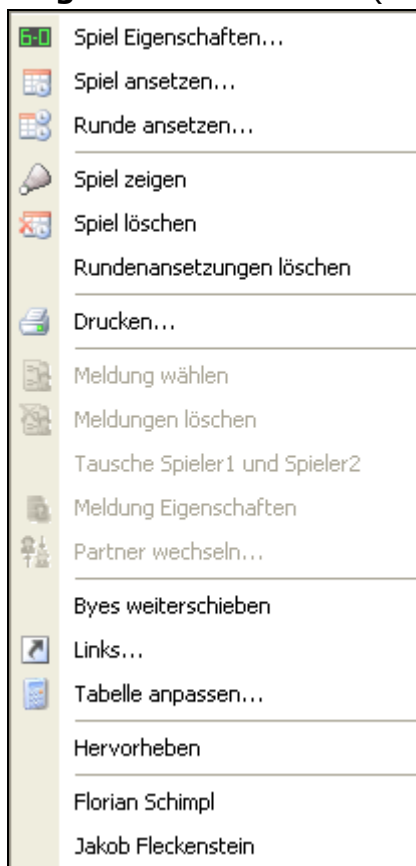 6-0 Spiel Eigenschaften...
Spiel ansetzen...
Runde ansetzen...
Spiel zeigen
Spiel löschen
Rundenansetzungen löschen
Drucken...
Meldung wählen
Meldungen löschen
Tausche Spieler1 und Spieler2
Meldung Eigenschaften
Partner wechseln...
Byes weiterschieben
Links...
Tabelle anpassen...
Hervorheben
Florian Schimpl
Jakob Fleckenstein